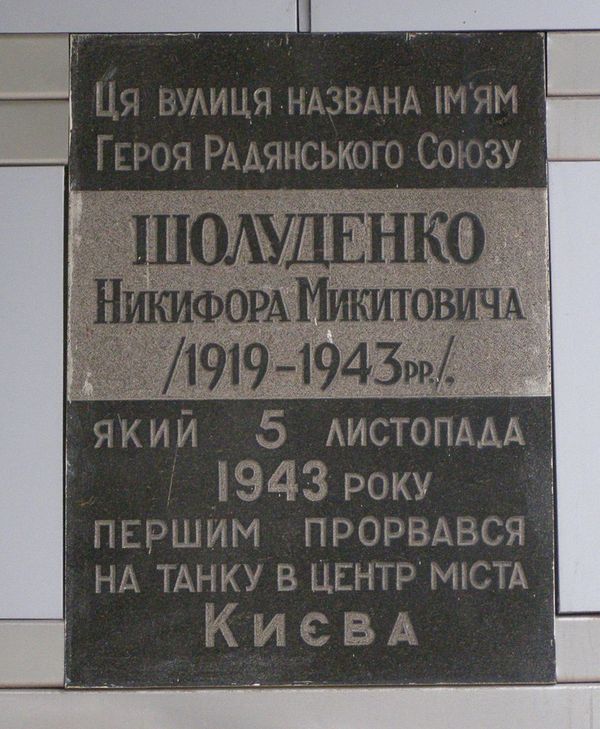 Ця вулиця названа ім'ям
Героя Радянського Союзу
ШОЛУДЕНКО
Никифора Микитовича
/1919-1943рр./.
який 5 листопада
1943 року
першим прорвався
на танку в центр міста
Києва